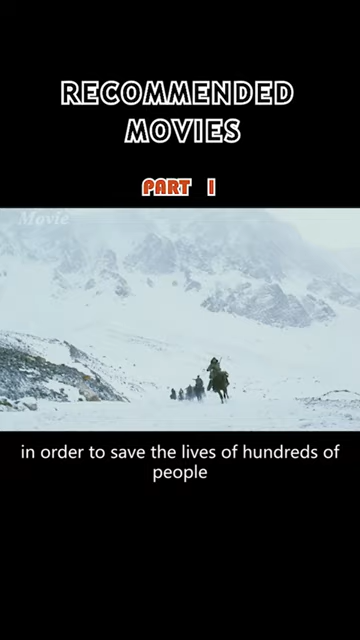 RECOMMENDED
MOVIES
PART 1
Movie
in order to save the lives of hundreds of
people